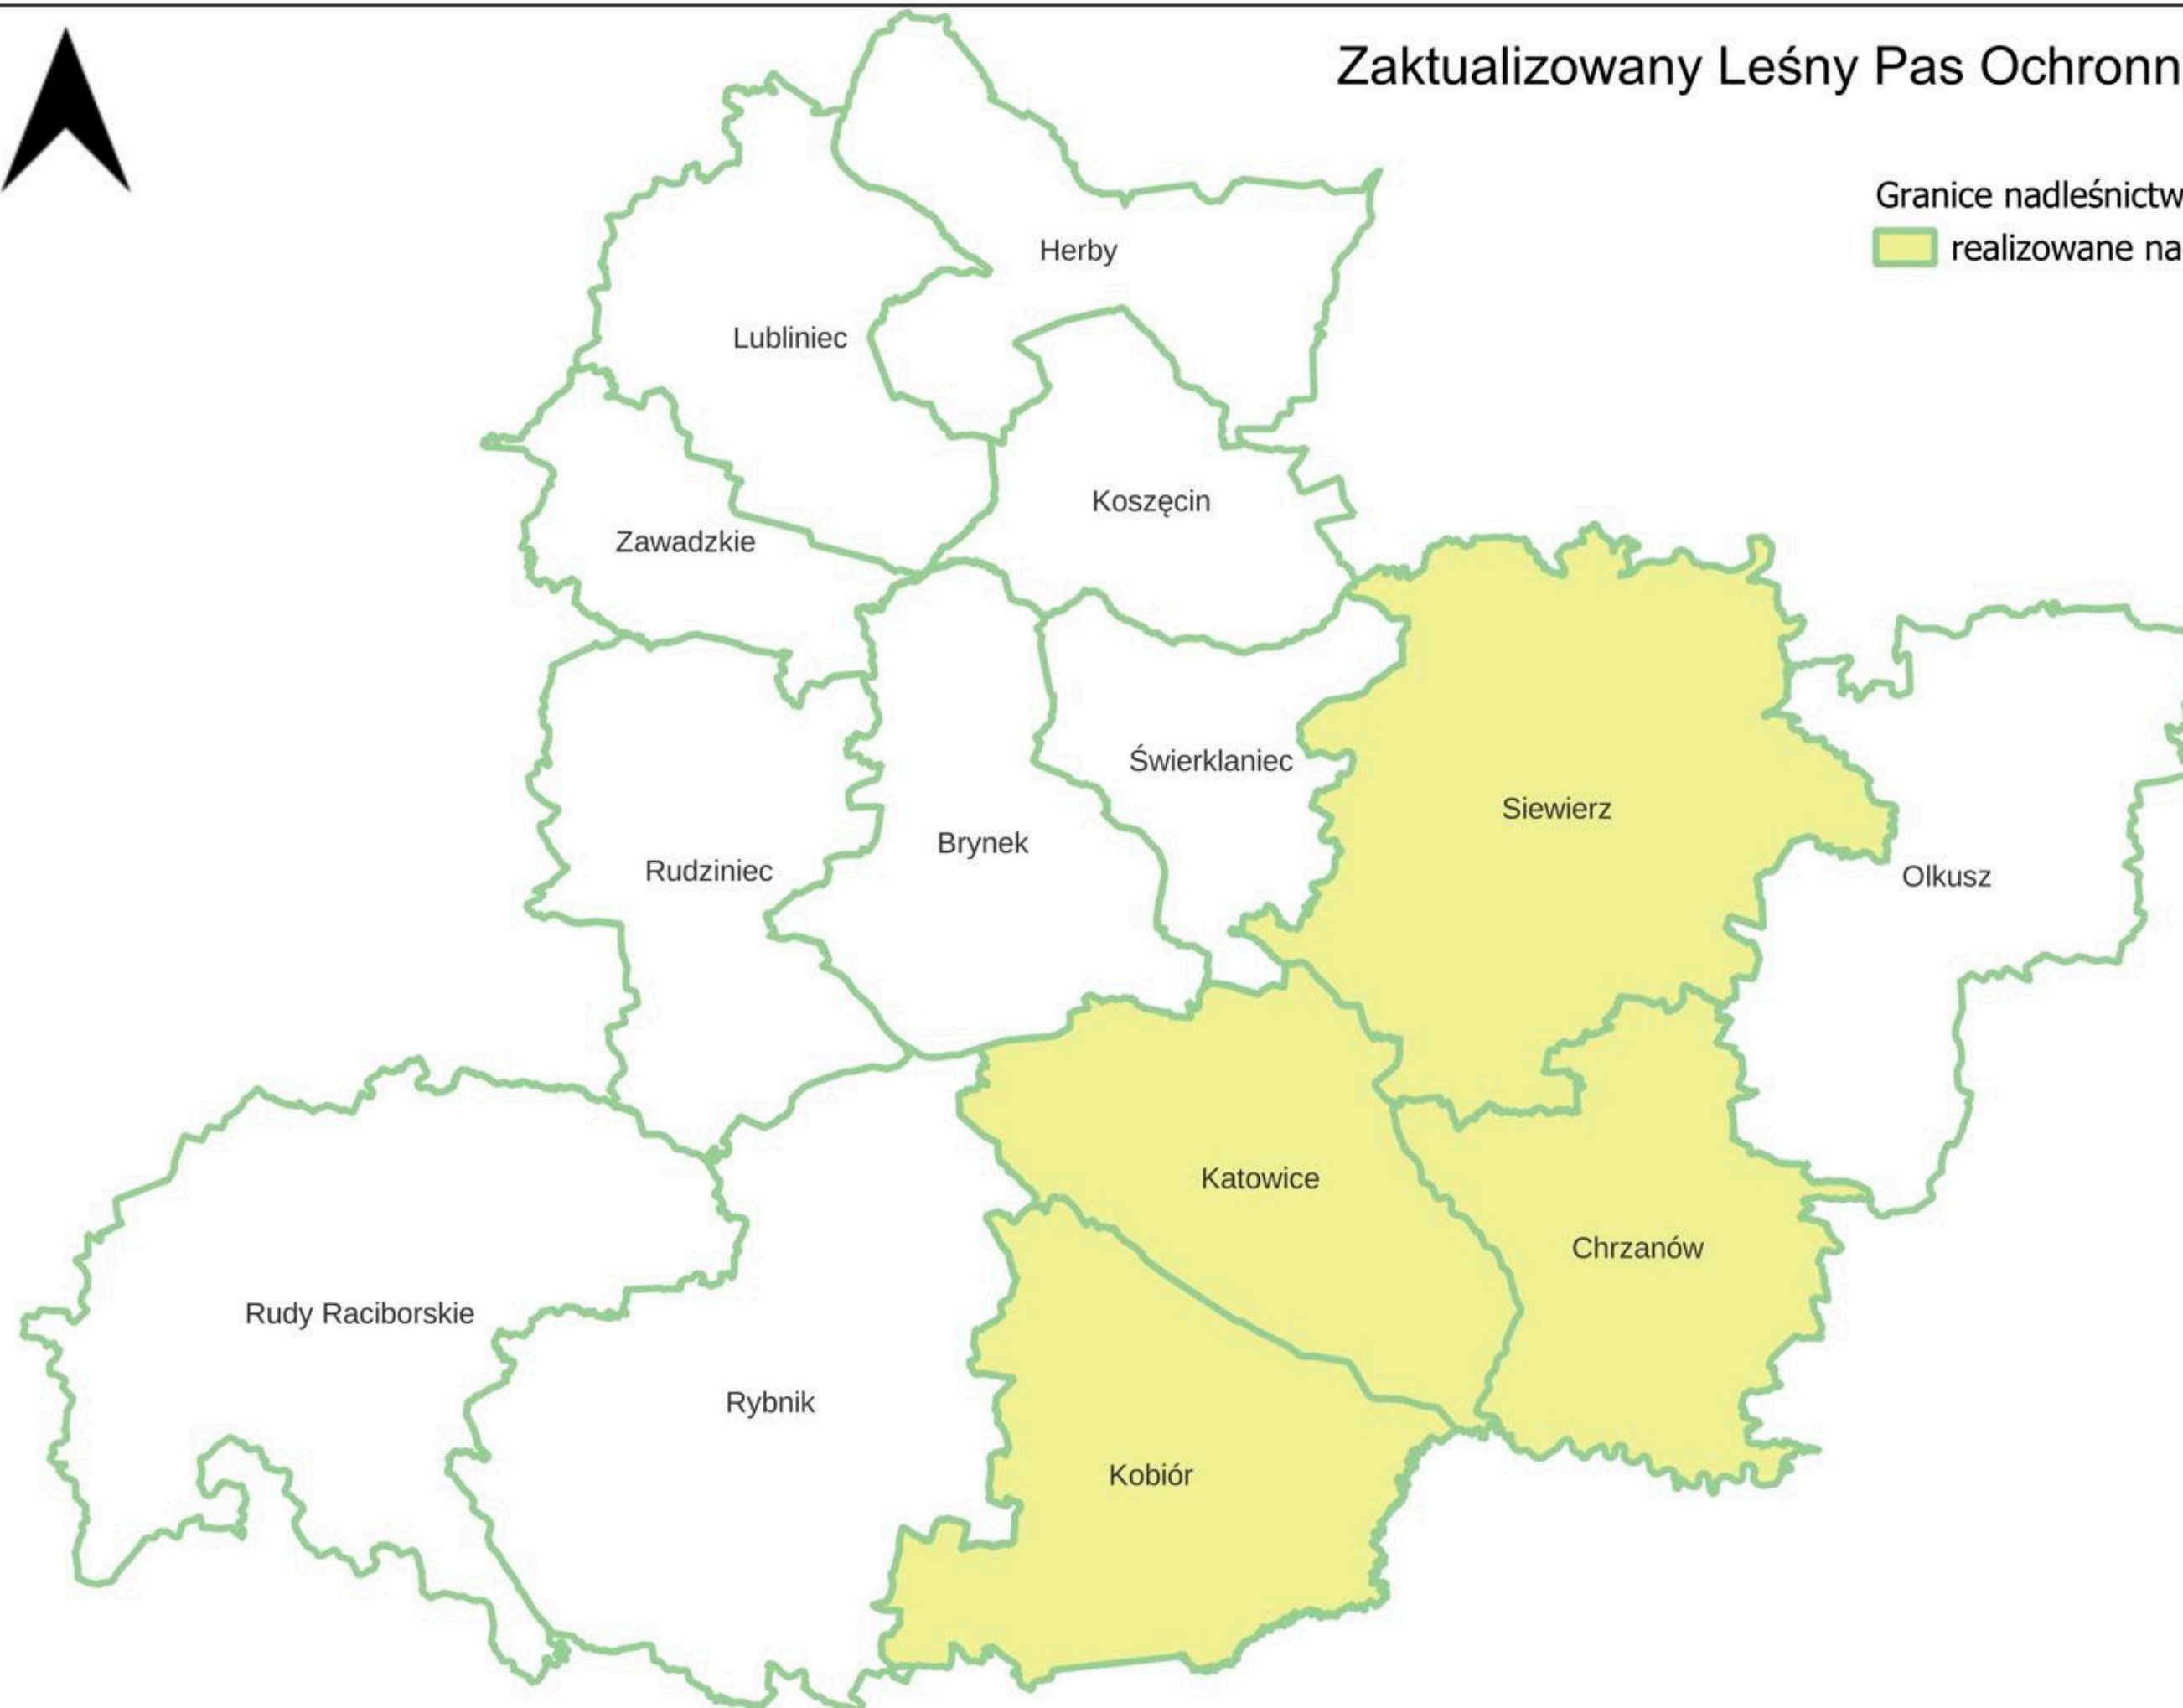 Zaktualizowany Leśny Pas Ochronn
Granice nadleśnictw
realizowane na
Herby
Lubliniec
Koszęcin
Zawadzkie
Świerklaniec
Siewierz
Brynek
Rudziniec
Olkusz
Katowice
Chrzanów
Rudy Raciborskie
Rybnik
Kobiór